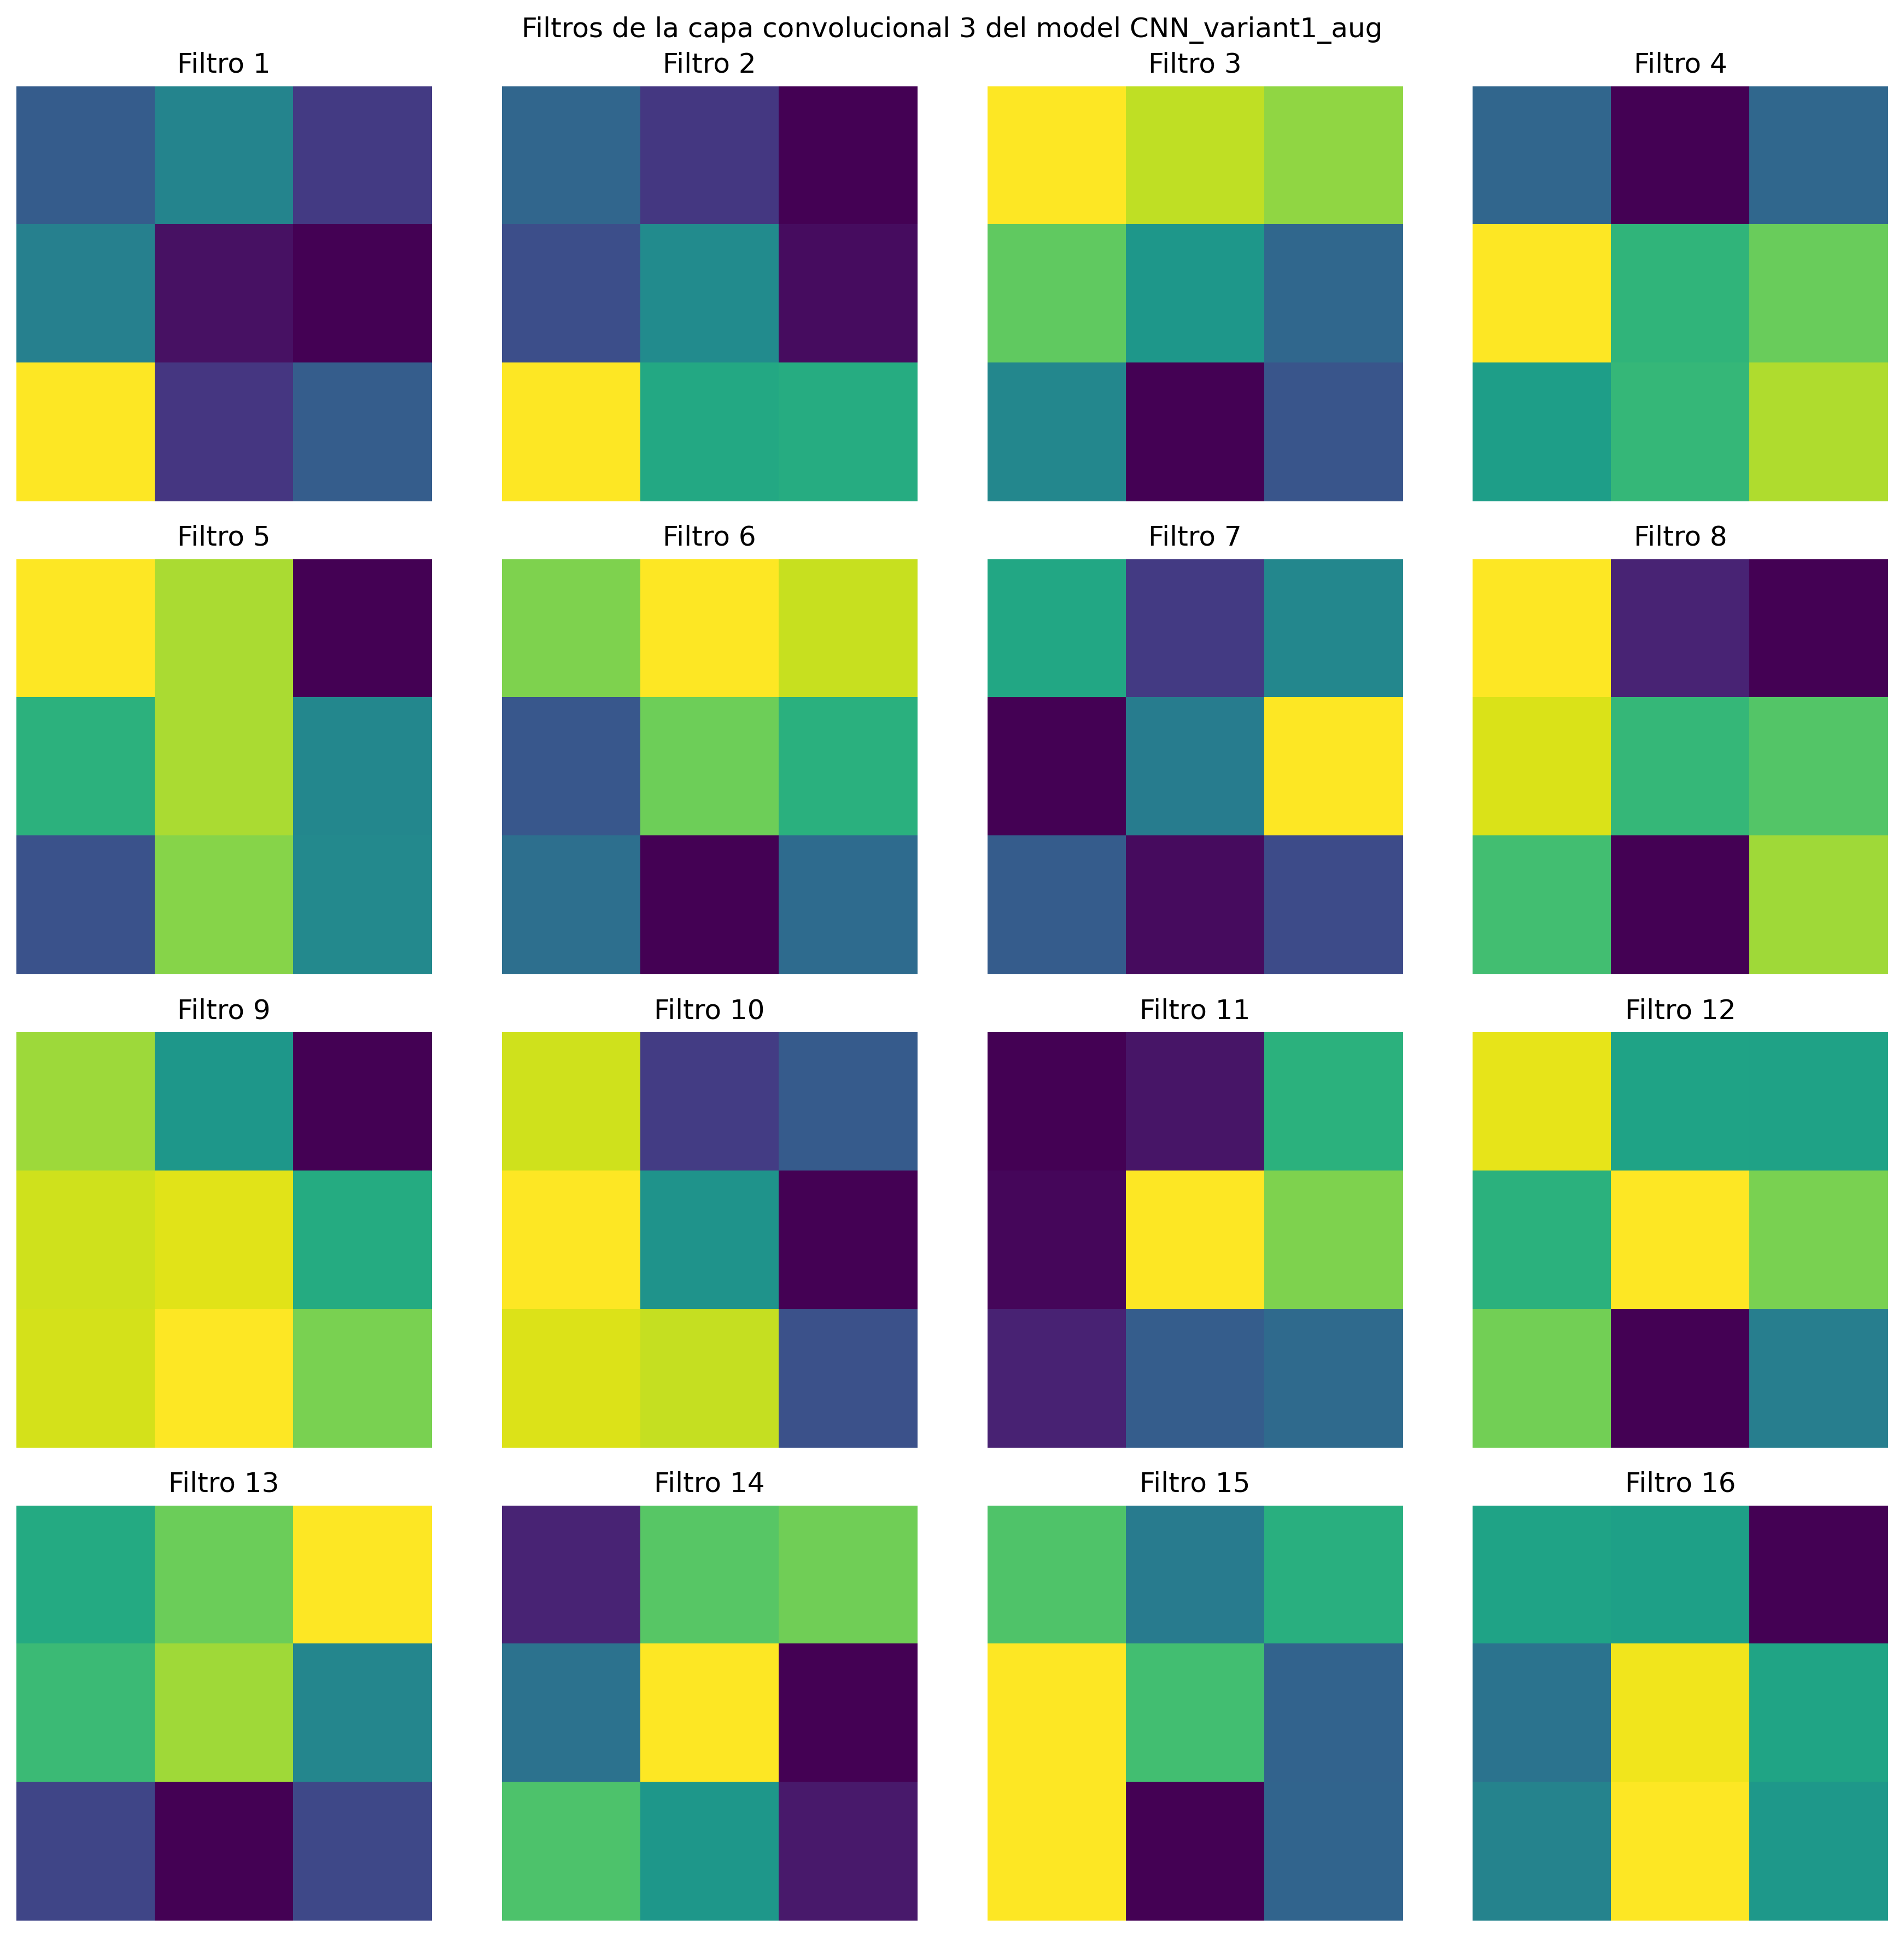 Filtros de la capa convolucional 3 del model CNN_variant1_aug
Filtro 1
Filtro 2
Filtro 3
Filtro 4
Filtro 5
Filtro 6
Filtro 7
Filtro 8
Filtro 9
Filtro 10
Filtro 11
Filtro 12
Filtro 13
Filtro 14
Filtro 15
Filtro 16